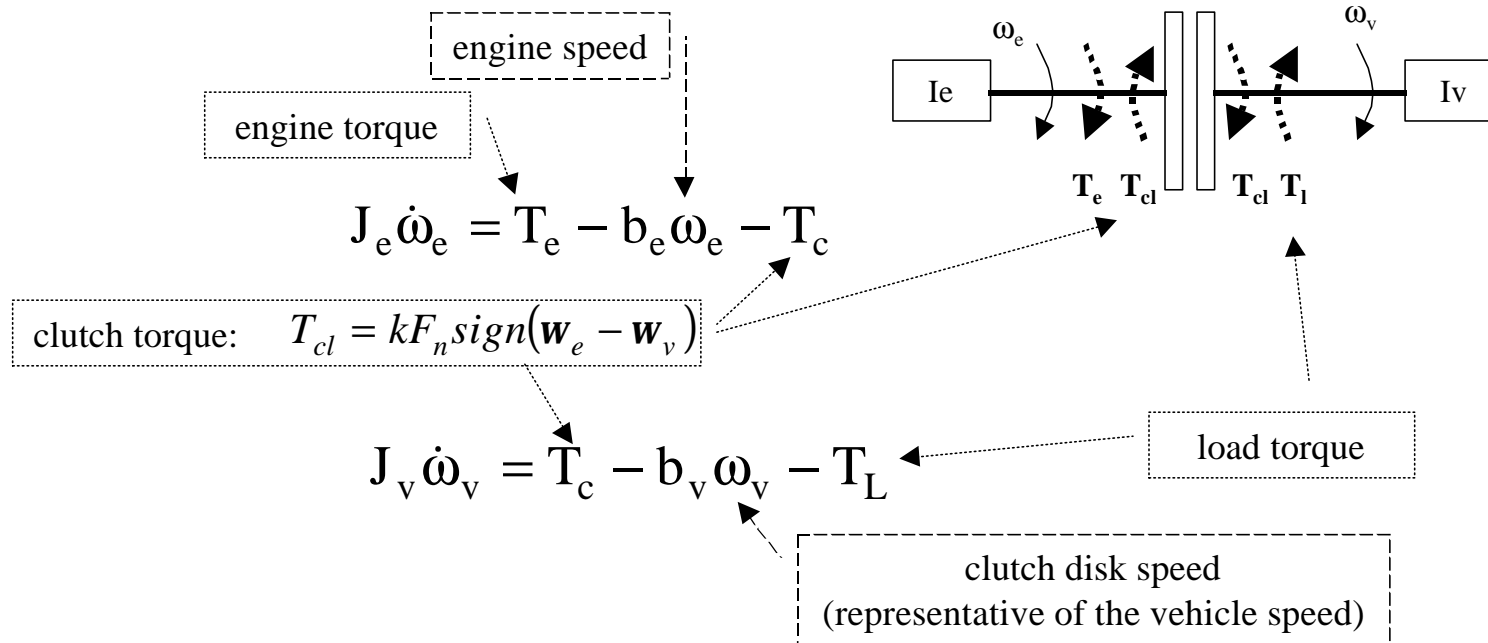 engine speed
ω_e
ω_v
Ie
Iv
engine torque
T_e T_cl T_cl T_l
J_e ω̇_e = T_e − b_e ω_e − T_c
clutch torque: T_cl = kF_n sign(w_e − w_v)
load torque
J_v ω̇_v = T_c − b_v ω_v − T_L
clutch disk speed
(representative of the vehicle speed)